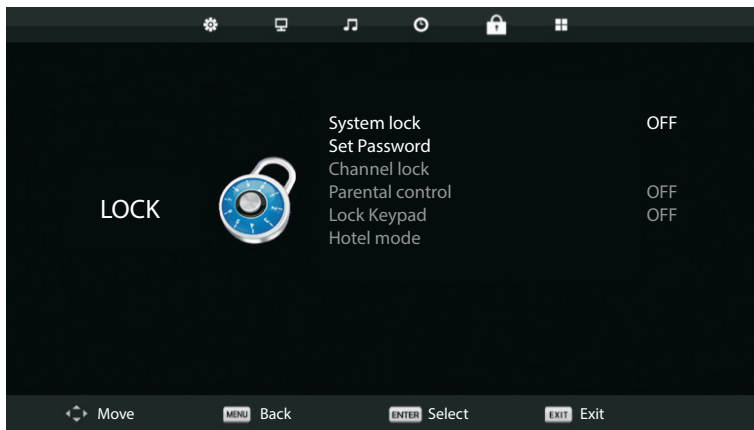 System lock OFF
Set Password
Channel lock
Parental control OFF
LOCK
Lock Keypad OFF
Hotel mode
Move MENU Back ENTER Select EXIT Exit